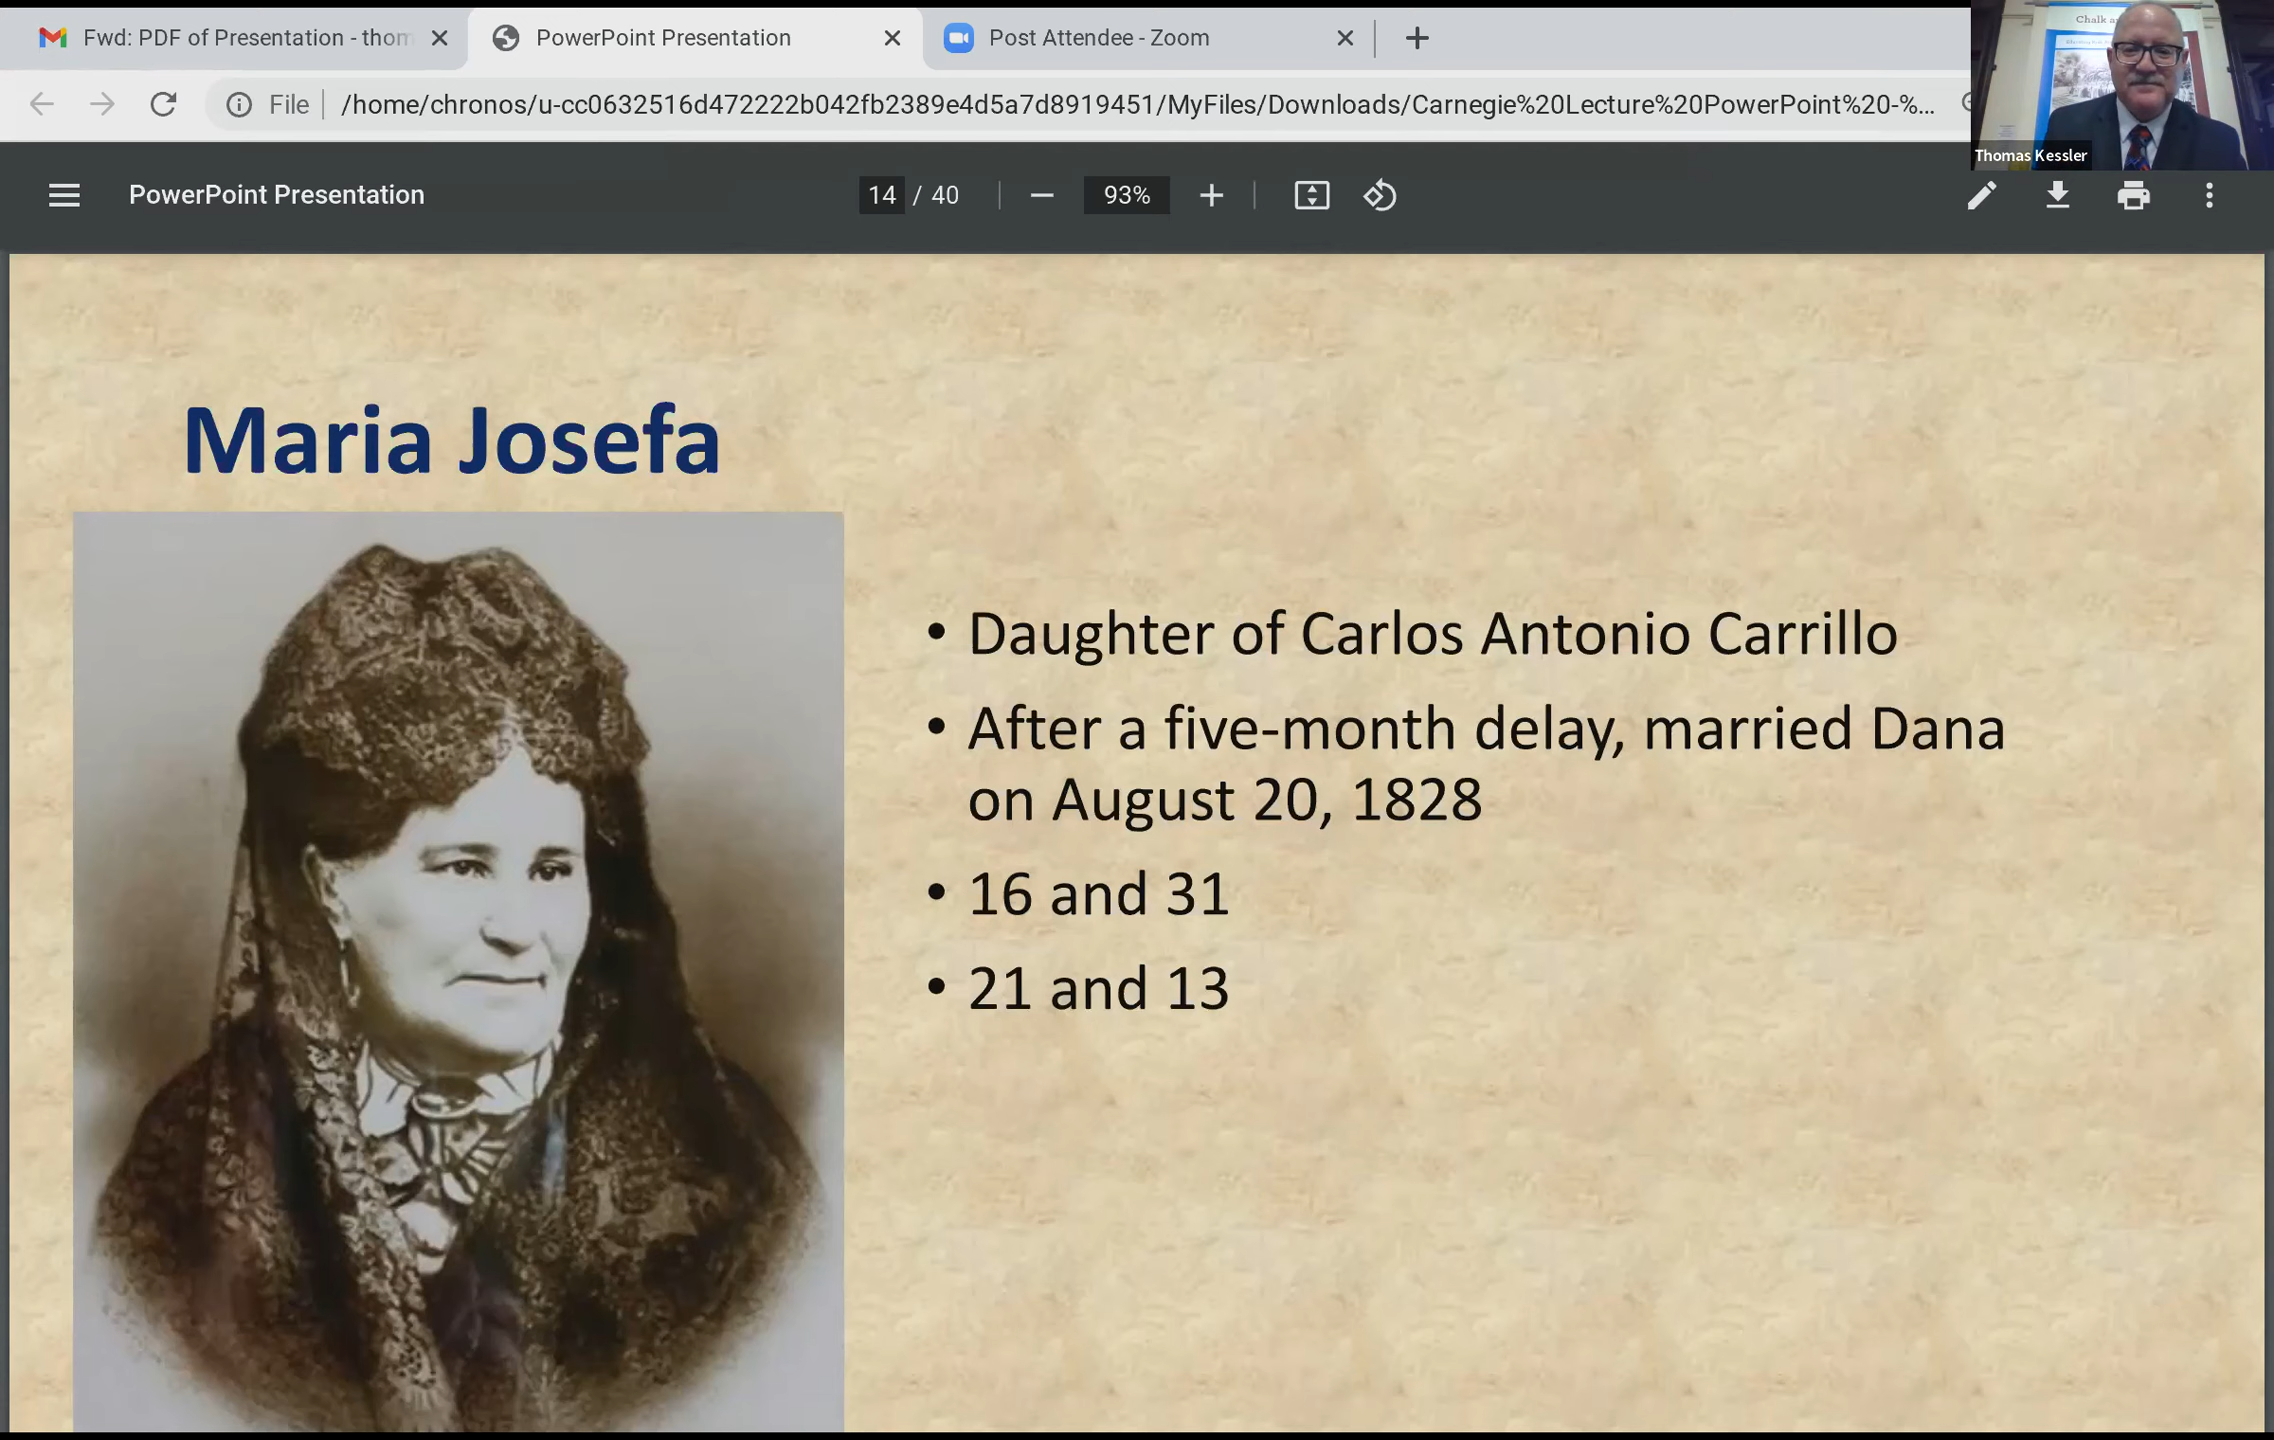 Fwd: PDF of Presentation - thom
PowerPoint Presentation
Post Attendee - Zoom
File
/home/chronos/u-cc0632516d472222b042fb2389e4d5a7d8919451/MyFiles/Downloads/Carnegie%20Lecture%20PowerPoint%20-%...
Chalk
Thomas Kessler
PowerPoint Presentation
14 / 40
93%
Maria Josefa
• Daughter of Carlos Antonio Carrillo
• After a five-month delay, married Dana
on August 20, 1828
• 16 and 31
• 21 and 13